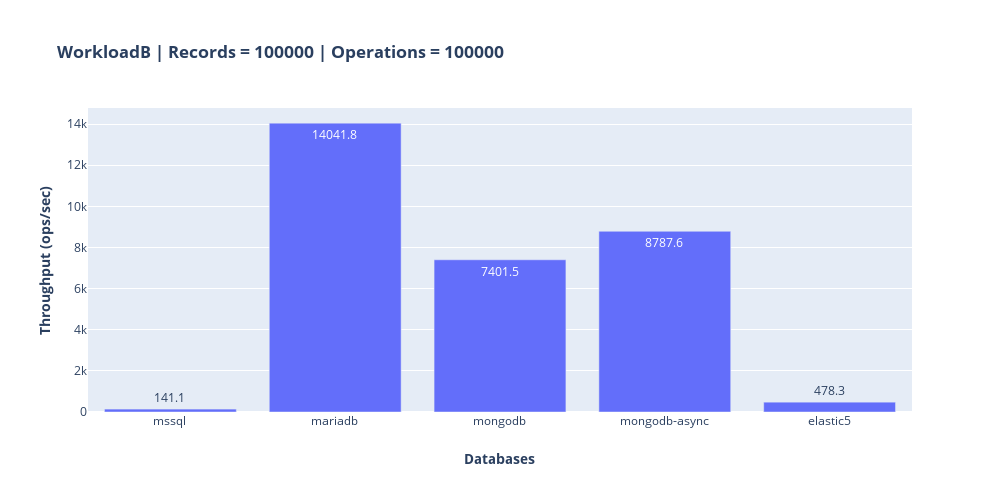 WorkloadB | Records = 100000 | Operations = 100000
Throughput (ops/sec)
14k
12k
10k
8k
6k
4k
2k
0
141.1
14041.8
7401.5
8787.6
478.3
mssql
mariadb
mongodb
mongodb-async
elastic5
Databases